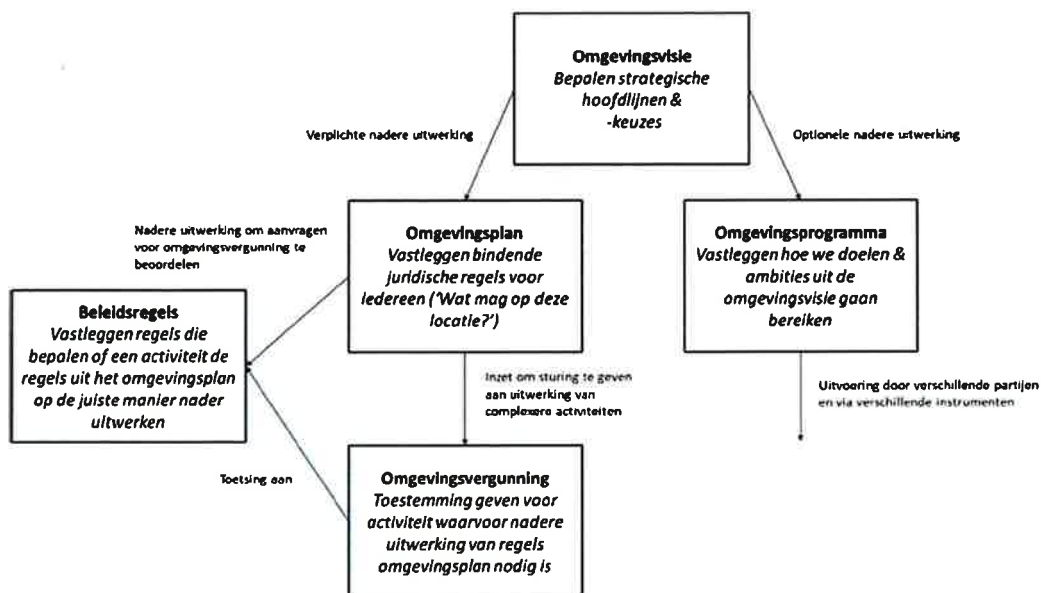 Omgevingsvisie
Bepalen strategische
hoofdlijnen &
-keuzes
Verplichte nadere uitwerking
Optionele nadere uitwerking
Nadere uitwerking om aanvragen
voor omgevingsvergunning te
beoordelen
Omgevingsplan
Vastleggen bindende
juridische regels voor
iedereen ('Wat mag op deze
locatie?')
Omgevingsprogramma
Vastleggen hoe we doelen &
ambities uit de
omgevingsvisie gaan
bereiken
Beleidsregels
Vastleggen regels die
bepalen of een activiteit de
regels uit het omgevingsplan
op de juiste manier nader
uitwerken
Inzet om sturing te geven
aan uitwerking van
complexere activiteiten
Uitvoering door verschillende partijen
en via verschillende instrumenten
Toetsing aan
Omgevingsvergunning
Toestemming geven voor
activiteit waarvoor nadere
uitwerking van regels
omgevingsplan nodig is